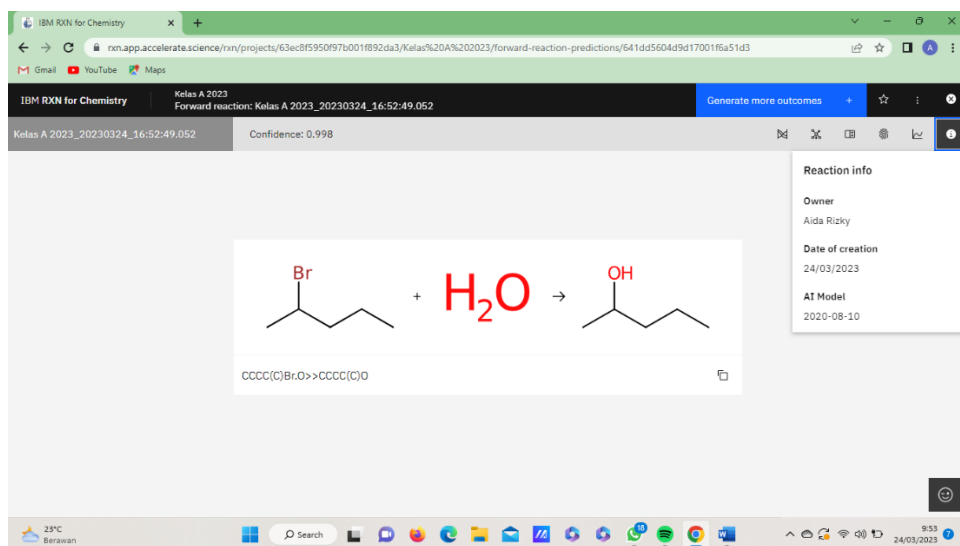 IBM RXN for Chemistry
rxn.app.accelerate.science/rxn/projects/63ec8f5950f97b001f892da3/Kelas%20A%202023/forward-reaction-predictions/641dd5604d9d17001f6a51d3
A
Gmail
YouTube
Maps
IBM RXN for Chemistry
Kelas A 2023
Forward reaction: Kelas A 2023_20230324_16:52:49.052
Generate more outcomes +
Kelas A 2023_20230324_16:52:49.052
Confidence: 0.998
Reaction info
Owner
Aida Rizky
Date of creation
24/03/2023
AI Model
2020-08-10
Br
+
H₂O
→
OH
CCCC(C)Br.O>>CCCC(C)O
23°C
Berawan
Search
18
9:53
24/03/2023
7